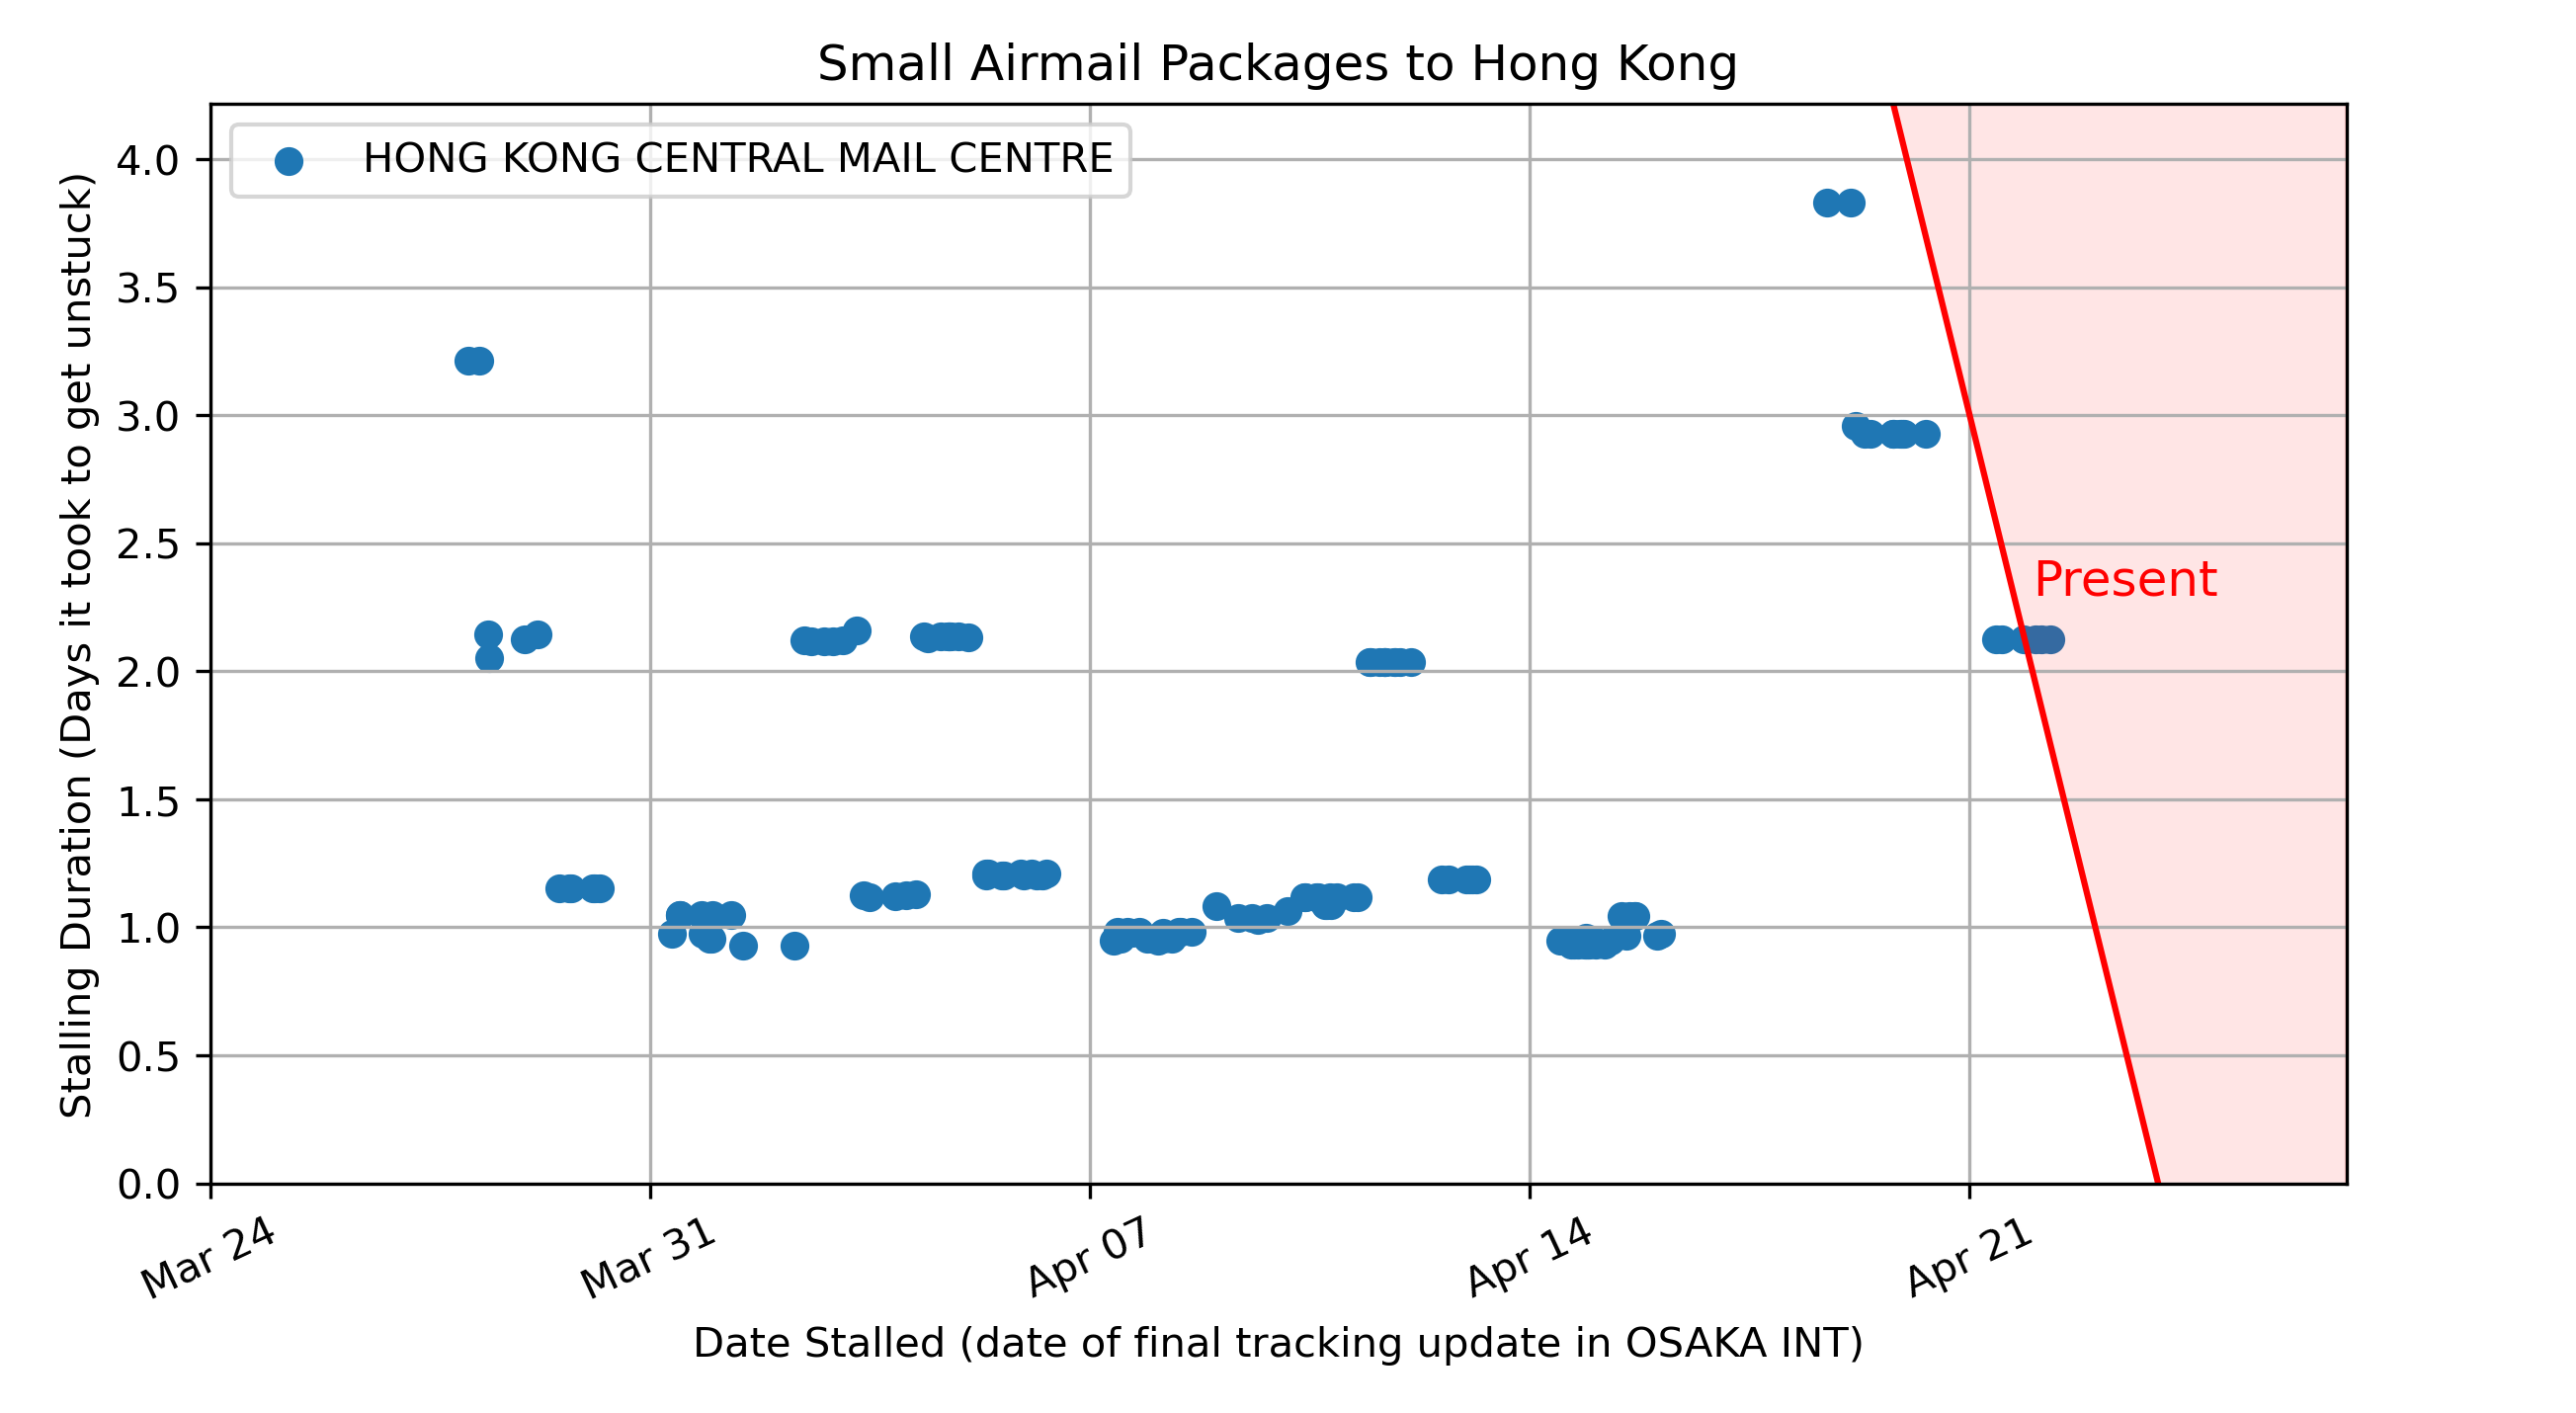 Small Airmail Packages to Hong Kong
HONG KONG CENTRAL MAIL CENTRE
Stalling Duration (Days it took to get unstuck)
4.0
3.5
3.0
2.5
2.0
1.5
1.0
0.5
0.0
Present
Mar 24
Mar 31
Apr 07
Apr 14
Apr 21
Date Stalled (date of final tracking update in OSAKA INT)